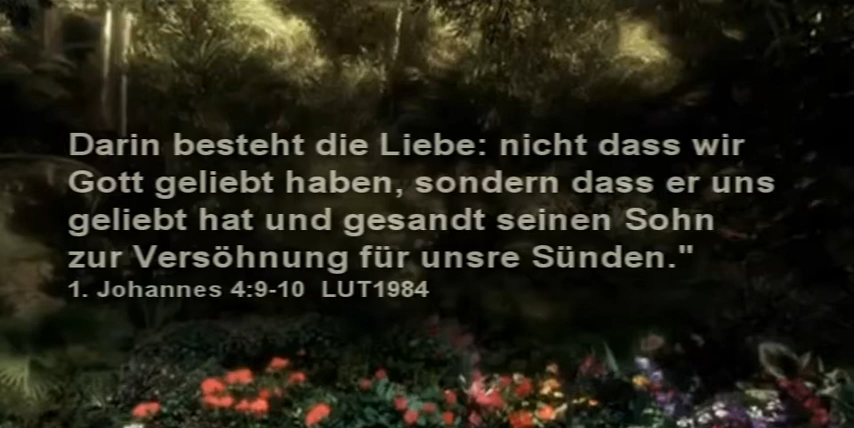 Darin besteht die Liebe: nicht dass wir
Gott geliebt haben, sondern dass er uns
geliebt hat und gesandt seinen Sohn
zur Versöhnung für unsre Sünden."
1. Johannes 4:9-10  LUT1984